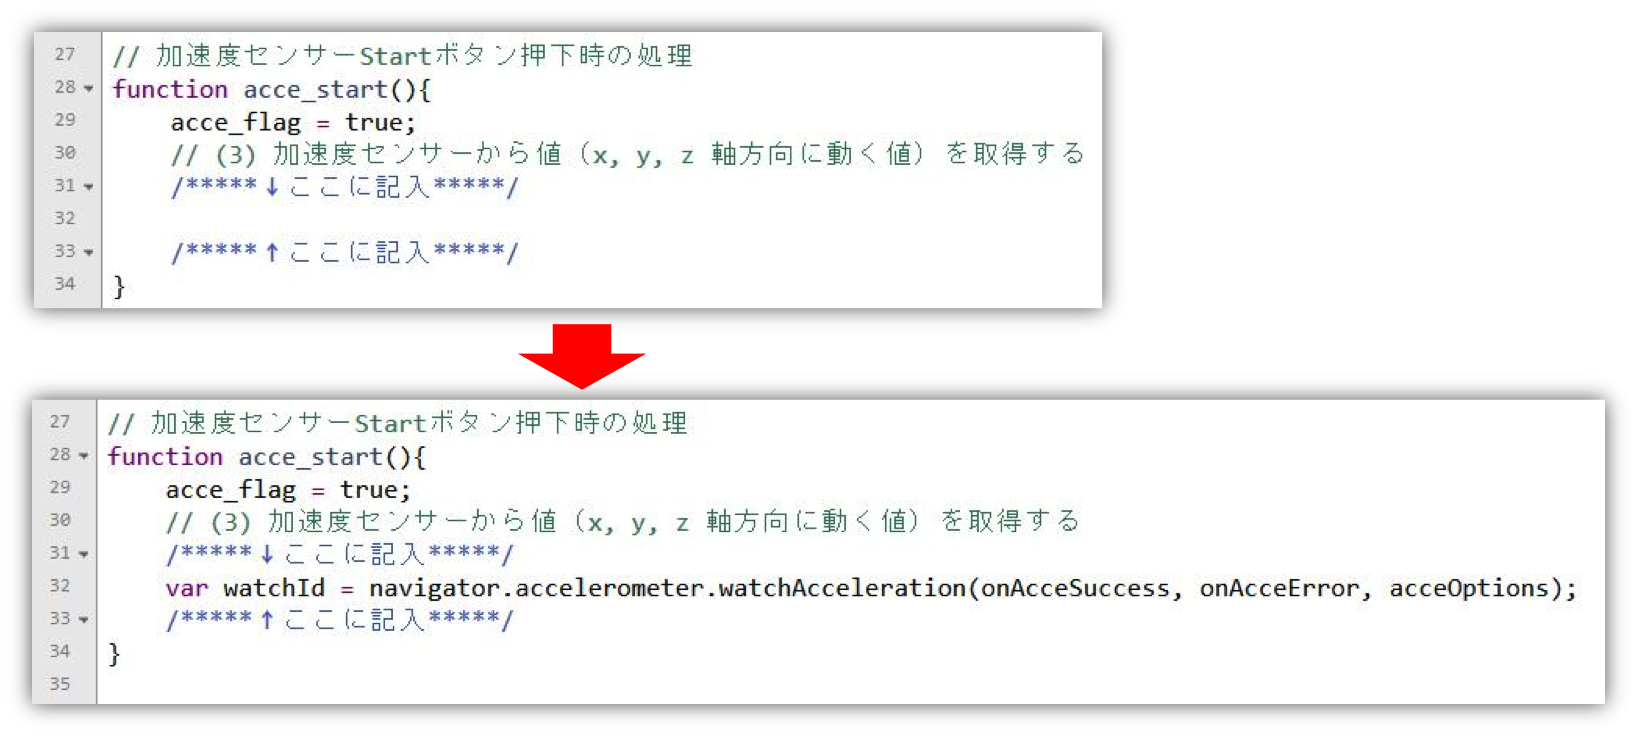 27 // 加速度センサーStartボタン押下時の処理
28 function acce_start(){
29 acce_flag = true;
30 // (3) 加速度センサーから値（x, y, z 軸方向に動く値）を取得する
31 /*****↓ここに記入*****/
32
33 /*****↑ここに記入*****/
34 }
27 // 加速度センサーStartボタン押下時の処理
28 function acce_start(){
29 acce_flag = true;
30 // (3) 加速度センサーから値（x, y, z 軸方向に動く値）を取得する
31 /*****↓ここに記入*****/
32 var watchId = navigator.accelerometer.watchAcceleration(onAcceSuccess, onAcceError, acceOptions);
33 /*****↑ここに記入*****/
34 }
35